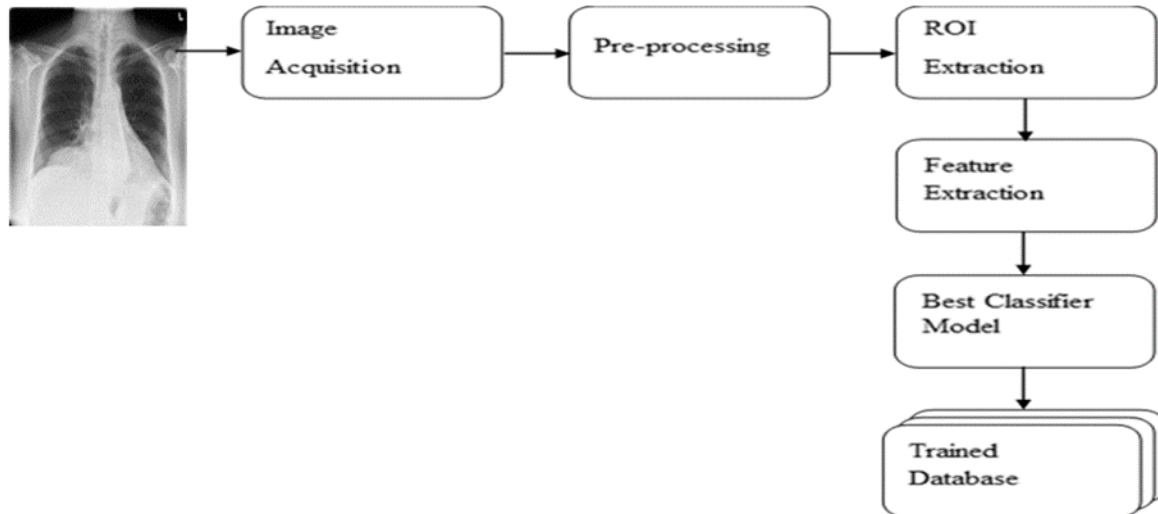 L
Image
Acquisition
Pre-processing
ROI
Extraction
Feature
Extraction
Best Classifier
Model
Trained
Database